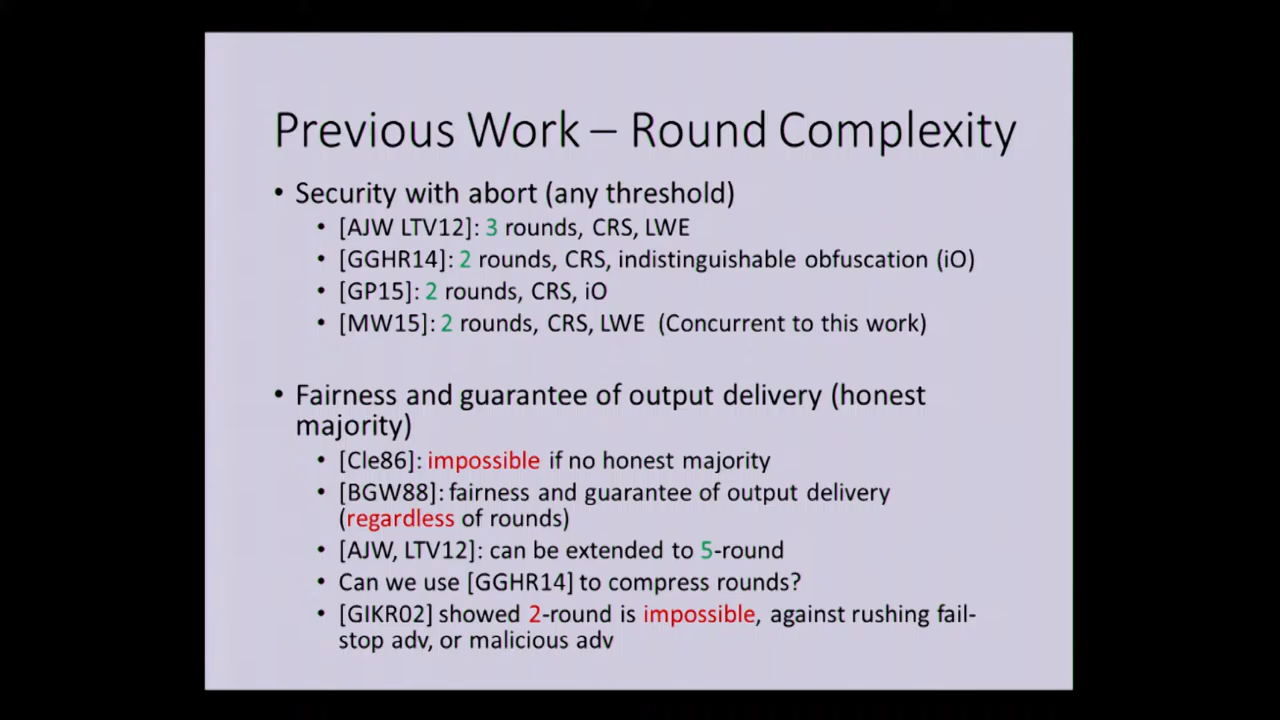 Previous Work – Round Complexity
• Security with abort (any threshold)
• [AJW LTV12]: 3 rounds, CRS, LWE
• [GGHR14]: 2 rounds, CRS, indistinguishable obfuscation (iO)
• [GP15]: 2 rounds, CRS, iO
• [MW15]: 2 rounds, CRS, LWE (Concurrent to this work)
• Fairness and guarantee of output delivery (honest
majority)
• [Cle86]: impossible if no honest majority
• [BGW88]: fairness and guarantee of output delivery
(regardless of rounds)
• [AJW, LTV12]: can be extended to 5-round
• Can we use [GGHR14] to compress rounds?
• [GIKR02] showed 2-round is impossible, against rushing fail-
stop adv, or malicious adv